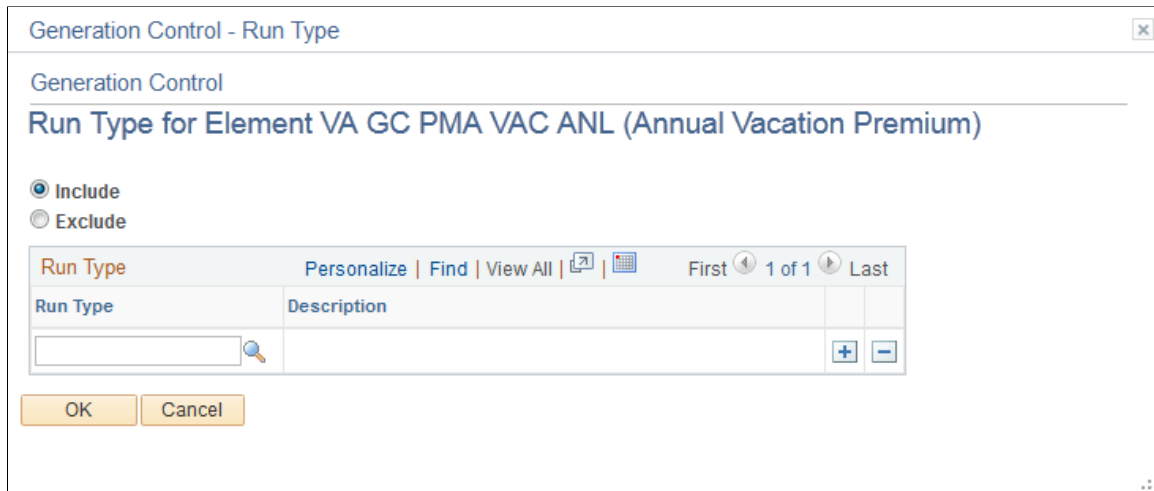 Generation Control - Run Type
Generation Control
Run Type for Element VA GC PMA VAC ANL (Annual Vacation Premium)
Include
Exclude
Run Type Personalize | Find | View All | | First 1 of 1 Last
Run Type Description
OK Cancel